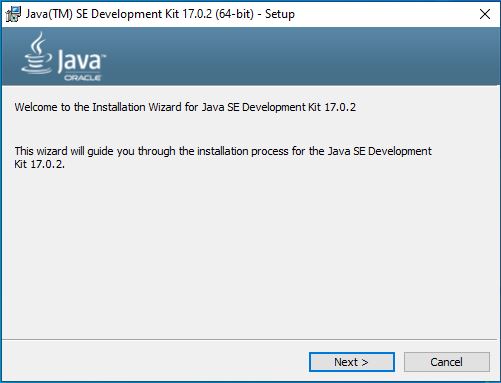 Java(TM) SE Development Kit 17.0.2 (64-bit) - Setup
Java
ORACLE
Welcome to the Installation Wizard for Java SE Development Kit 17.0.2
This wizard will guide you through the installation process for the Java SE Development
Kit 17.0.2.
Next >
Cancel